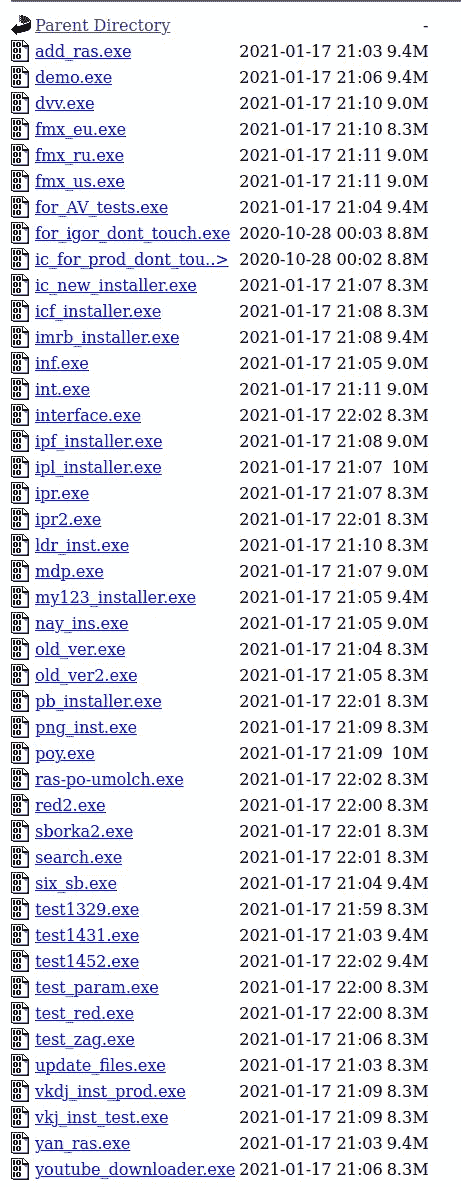 Parent Directory -
add_ras.exe 2021-01-17 21:03 9.4M
demo.exe 2021-01-17 21:06 9.4M
dvv.exe 2021-01-17 21:10 9.0M
fmx_eu.exe 2021-01-17 21:10 8.3M
fmx_ru.exe 2021-01-17 21:11 9.0M
fmx_us.exe 2021-01-17 21:11 9.0M
for_AV_tests.exe 2021-01-17 21:04 9.4M
for_igor_dont_touch.exe 2020-10-28 00:03 8.8M
ic_for_prod_dont_tou..> 2020-10-28 00:02 8.8M
ic_new_installer.exe 2021-01-17 21:07 8.3M
icf_installer.exe 2021-01-17 21:08 8.3M
imrb_installer.exe 2021-01-17 21:08 9.4M
inf.exe 2021-01-17 21:05 9.0M
int.exe 2021-01-17 21:11 9.0M
interface.exe 2021-01-17 22:02 8.3M
ipf_installer.exe 2021-01-17 21:08 9.0M
ipl_installer.exe 2021-01-17 21:07 10M
ipr.exe 2021-01-17 21:07 8.3M
ipr2.exe 2021-01-17 22:01 8.3M
ldr_inst.exe 2021-01-17 21:10 8.3M
mdp.exe 2021-01-17 21:07 9.0M
my123_installer.exe 2021-01-17 21:05 9.4M
nay_ins.exe 2021-01-17 21:05 9.0M
old_ver.exe 2021-01-17 21:04 8.3M
old_ver2.exe 2021-01-17 21:05 8.3M
pb_installer.exe 2021-01-17 22:01 8.3M
png_inst.exe 2021-01-17 21:09 8.3M
poy.exe 2021-01-17 21:09 10M
ras-po-umolch.exe 2021-01-17 22:02 8.3M
red2.exe 2021-01-17 22:00 8.3M
sborka2.exe 2021-01-17 22:01 8.3M
search.exe 2021-01-17 22:01 8.3M
six_sb.exe 2021-01-17 21:04 9.4M
test1329.exe 2021-01-17 21:59 8.3M
test1431.exe 2021-01-17 21:03 9.4M
test1452.exe 2021-01-17 22:02 9.4M
test_param.exe 2021-01-17 22:00 8.3M
test_red.exe 2021-01-17 22:00 8.3M
test_zag.exe 2021-01-17 21:06 8.3M
update_files.exe 2021-01-17 21:03 8.3M
vkdj_inst_prod.exe 2021-01-17 21:09 8.3M
vkj_inst_test.exe 2021-01-17 21:09 8.3M
yan_ras.exe 2021-01-17 21:03 9.4M
youtube_downloader.exe 2021-01-17 21:06 8.3M